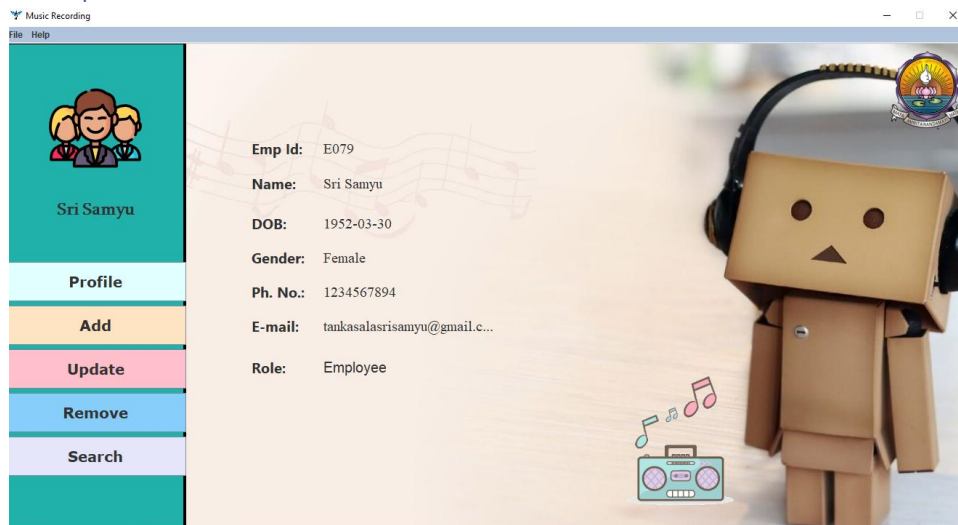 Music Recording
File Help
Sri Samyu
Profile
Add
Update
Remove
Search
Emp Id: E079
Name: Sri Samyu
DOB: 1952-03-30
Gender: Female
Ph. No.: 1234567894
E-mail: tankasalasrisamyu@gmail.c...
Role: Employee